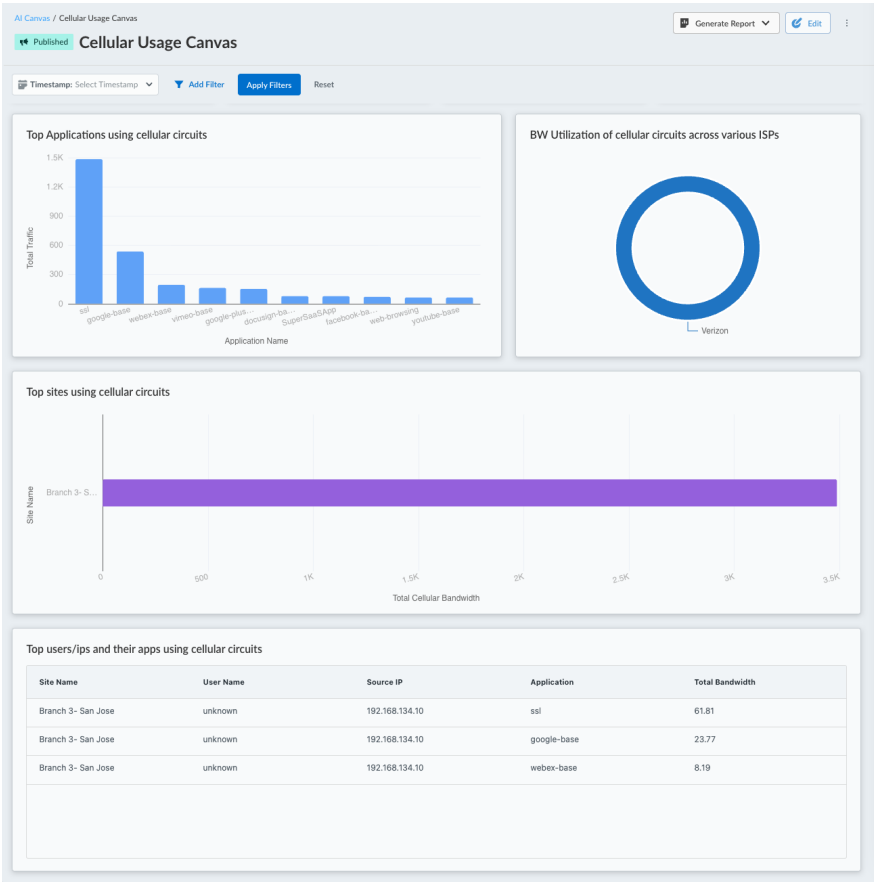 AI Canvas / Cellular Usage Canvas
Published Cellular Usage Canvas
Generate Report
Edit
Timestamp: Select Timestamp
Add Filter
Apply Filters
Reset
Top Applications using cellular circuits
1.5K
1.2K
900
600
300
0
Total Traffic
ssl
google-base
webex-base
vimeo-base
google-plus...
docusign-ba...
SuperSaaSApp
facebook-ba...
web-browsing
youtube-base
Application Name
BW Utilization of cellular circuits across various ISPs
Verizon
Top sites using cellular circuits
Site Name
Branch 3- S...
0 500 1K 1.5K 2K 2.5K 3K 3.5K
Total Cellular Bandwidth
Top users/ips and their apps using cellular circuits
Site Name User Name Source IP Application Total Bandwidth
Branch 3- San Jose unknown 192.168.134.10 ssl 61.81
Branch 3- San Jose unknown 192.168.134.10 google-base 23.77
Branch 3- San Jose unknown 192.168.134.10 webex-base 8.19